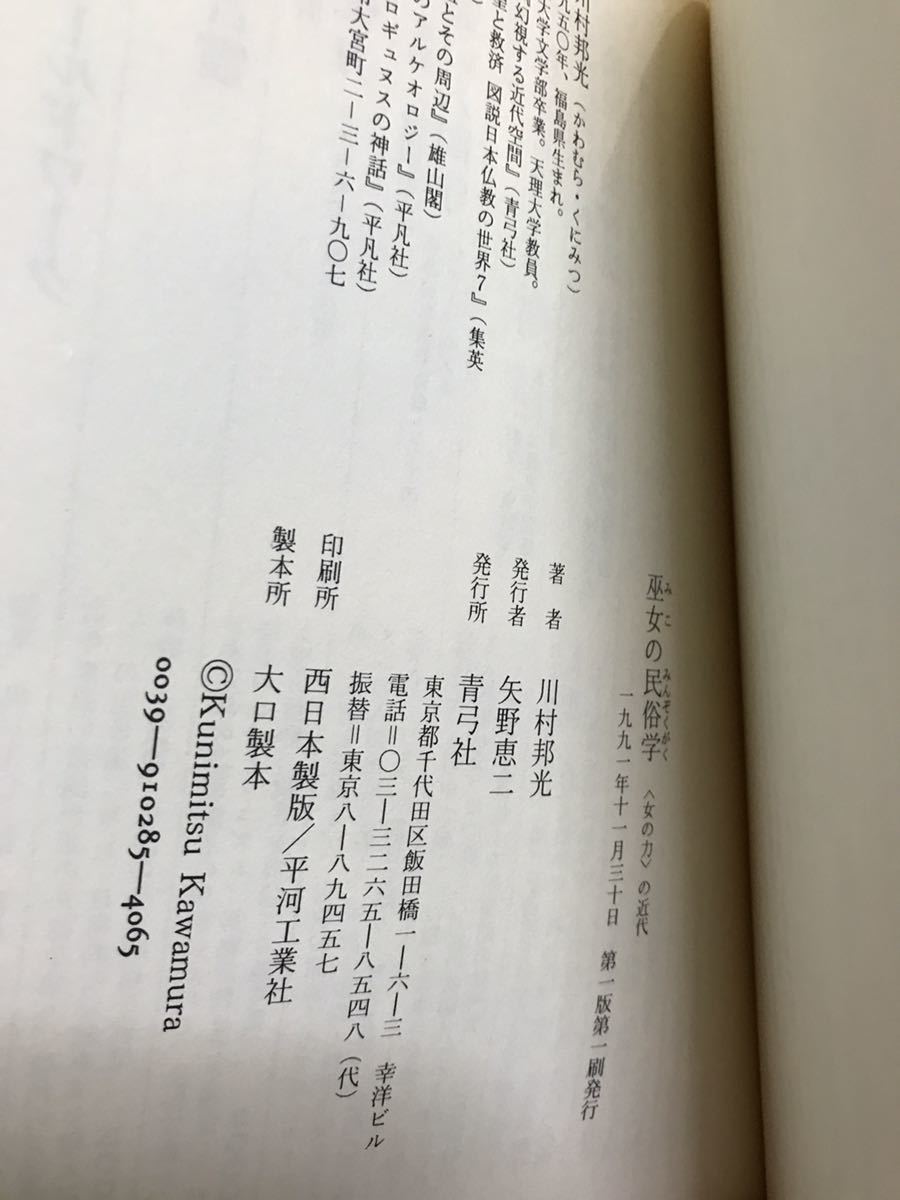 川村邦光（かわむら・くにみつ）
九五〇年、福島県生まれ。
大学文学部卒業。天理大学教員。
幻視する近代空間』（青弓社）
と救済 図説日本仏教の世界7』（集英
とその周辺』（雄山閣）
のアルケオロジー』（平凡社）
ロギュヌスの神話』（平凡社）
大宮町二―三―六―九〇七
巫女の民俗学 〈女の力〉の近代
みこ みんぞくがく
一九九一年十一月三十日 第一版第一刷発行
著者 川村邦光
発行者 矢野恵二
発行所 青弓社
東京都千代田区飯田橋一―六―三 幸洋ビル
電話＝〇三―三二六五―八五四八（代）
振替＝東京八―八九四五七
印刷所 西日本製版／平河工業社
製本所 大口製本
©Kunimitsu Kawamura
0039―910285―4065